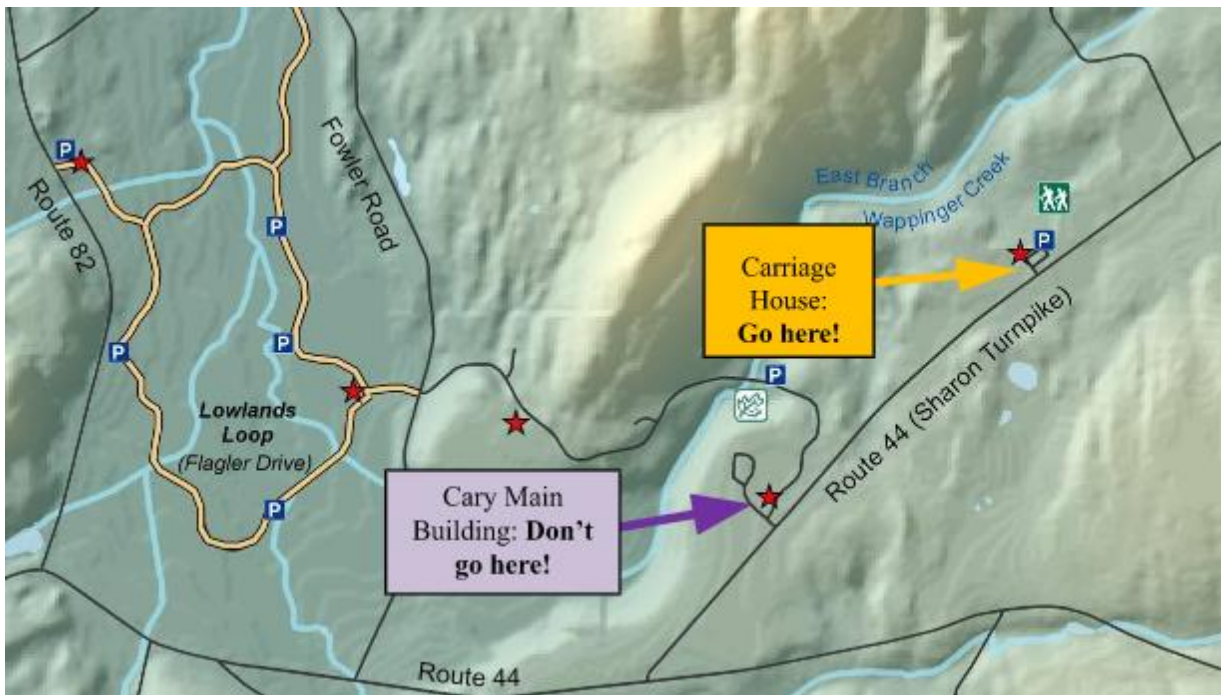 P
Route 82
Fowler Road
P
East Branch
Wappinger Creek
P
Carriage
House:
Go here!
P
P
P
Lowlands
Loop
(Flagler Drive)
Route 44 (Sharon Turnpike)
Cary Main
Building: Don’t
go here!
P
Route 44